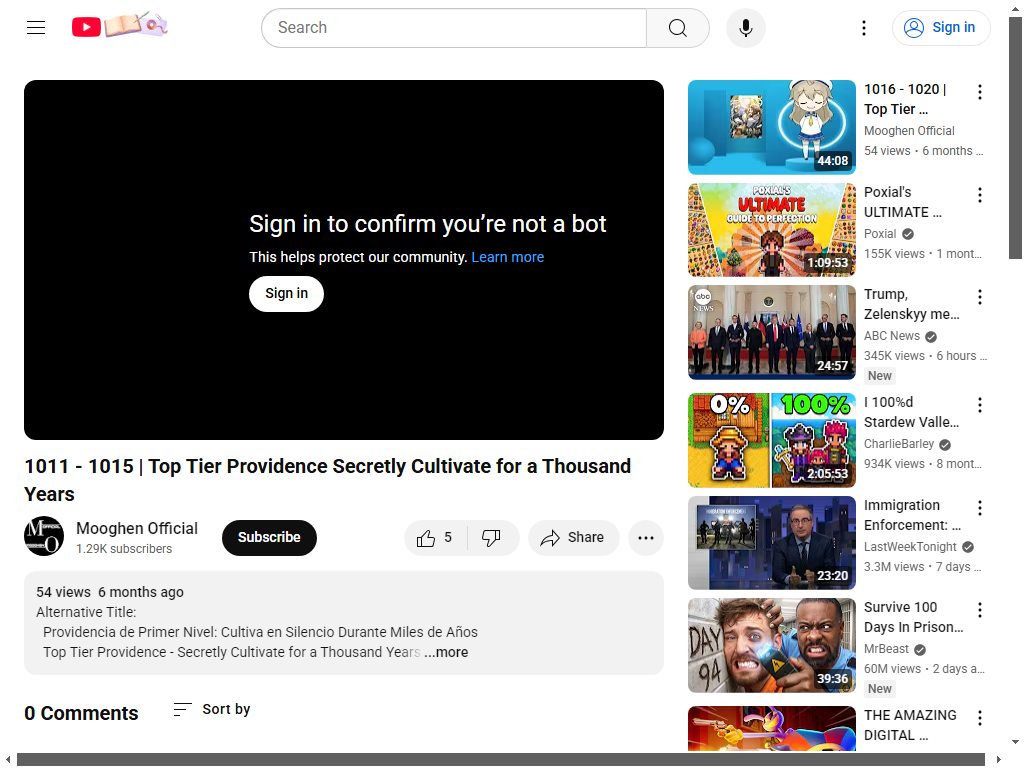 Search
Sign in
Sign in to confirm you’re not a bot
This helps protect our community. Learn more
Sign in
1011 - 1015 | Top Tier Providence Secretly Cultivate for a Thousand
Years
Mooghen Official
1.29K subscribers
Subscribe
5
Share
54 views 6 months ago
Alternative Title:
Providencia de Primer Nivel: Cultiva en Silencio Durante Miles de Años
Top Tier Providence - Secretly Cultivate for a Thousand Years ...more
0 Comments
Sort by
44:08
1016 - 1020 |
Top Tier ...
Mooghen Official
54 views • 6 months ...
POXIAL'S
ULTIMATE
GUIDE TO PERFECTION
1:09:53
Poxial's
ULTIMATE ...
Poxial
155K views • 1 mont...
abc
NEWS
24:57
Trump,
Zelenskyy me...
ABC News
345K views • 6 hours ...
New
0%
100%
2:05:53
I 100%d
Stardew Valle...
CharlieBarley
934K views • 8 mont...
23:20
Immigration
Enforcement: ...
LastWeekTonight
3.3M views • 7 days ...
DAY
94
39:36
Survive 100
Days In Prison...
MrBeast
60M views • 2 days a...
New
THE AMAZING
DIGITAL ...